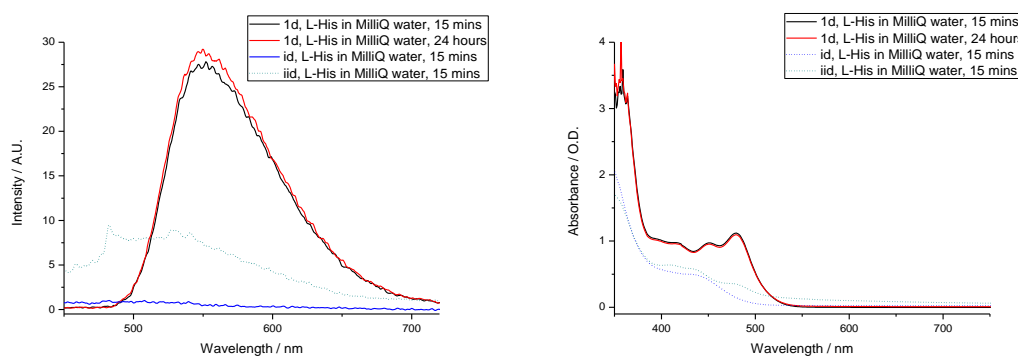 1d, L-His in MilliQ water, 15 mins
1d, L-His in MilliQ water, 24 hours
id, L-His in MilliQ water, 15 mins
iid, L-His in MilliQ water, 15 mins
30
25
20
15
10
5
0
Intensity / A.U.
500
600
700
Wavelength / nm
1d, L-His in MilliQ water, 15 mins
1d, L-His in MilliQ water, 24 hours
id, L-His in MilliQ water, 15 mins
iid, L-His in MilliQ water, 15 mins
4
3
2
1
0
Absorbance / O.D.
400
500
600
700
Wavelength / nm